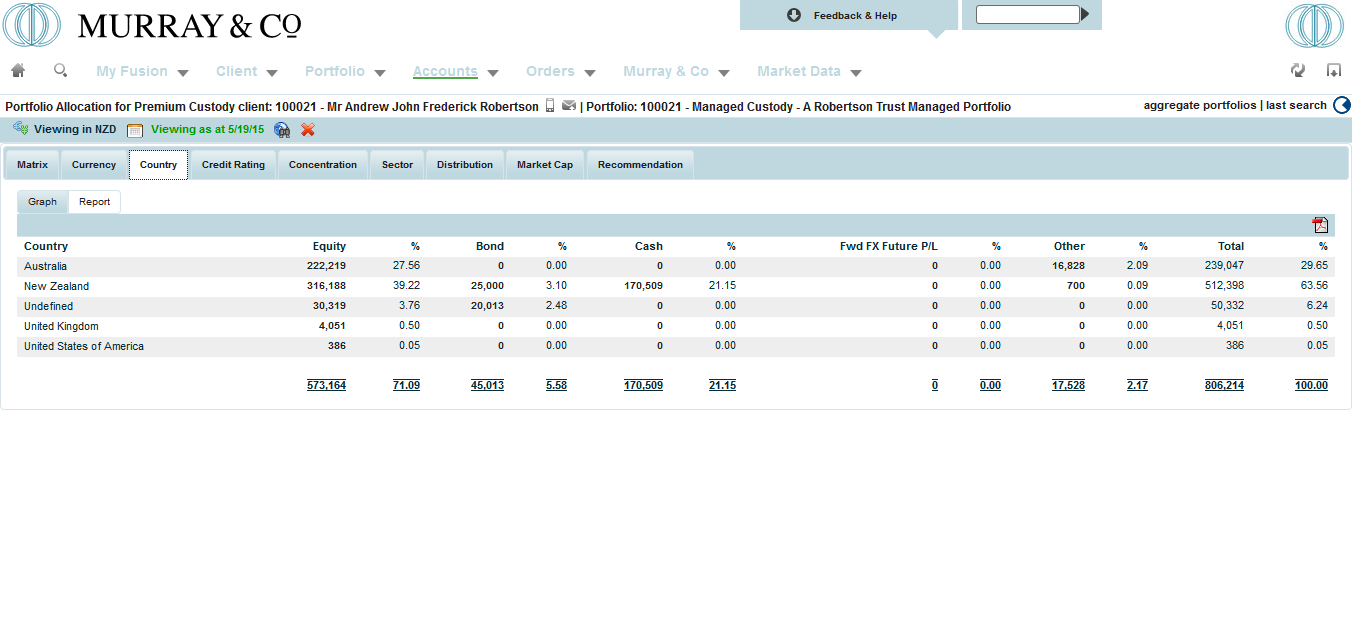 MURRAY & CO
Feedback & Help
My Fusion Client Portfolio Accounts Orders Murray & Co Market Data
Portfolio Allocation for Premium Custody client: 100021 - Mr Andrew John Frederick Robertson | Portfolio: 100021 - Managed Custody - A Robertson Trust Managed Portfolio aggregate portfolios | last search
Viewing in NZD Viewing as at 5/19/15
Matrix Currency Country Credit Rating Concentration Sector Distribution Market Cap Recommendation
Graph Report
Country Equity % Bond % Cash % Fwd FX Future P/L % Other % Total %
Australia 222,219 27.56 0 0.00 0 0.00 0 0.00 16,828 2.09 239,047 29.65
New Zealand 316,188 39.22 25,000 3.10 170,509 21.15 0 0.00 700 0.09 512,398 63.56
Undefined 30,319 3.76 20,013 2.48 0 0.00 0 0.00 0 0.00 50,332 6.24
United Kingdom 4,051 0.50 0 0.00 0 0.00 0 0.00 0 0.00 4,051 0.50
United States of America 386 0.05 0 0.00 0 0.00 0 0.00 0 0.00 386 0.05
573,164 71.09 45,013 5.58 170,509 21.15 0 0.00 17,528 2.17 806,214 100.00